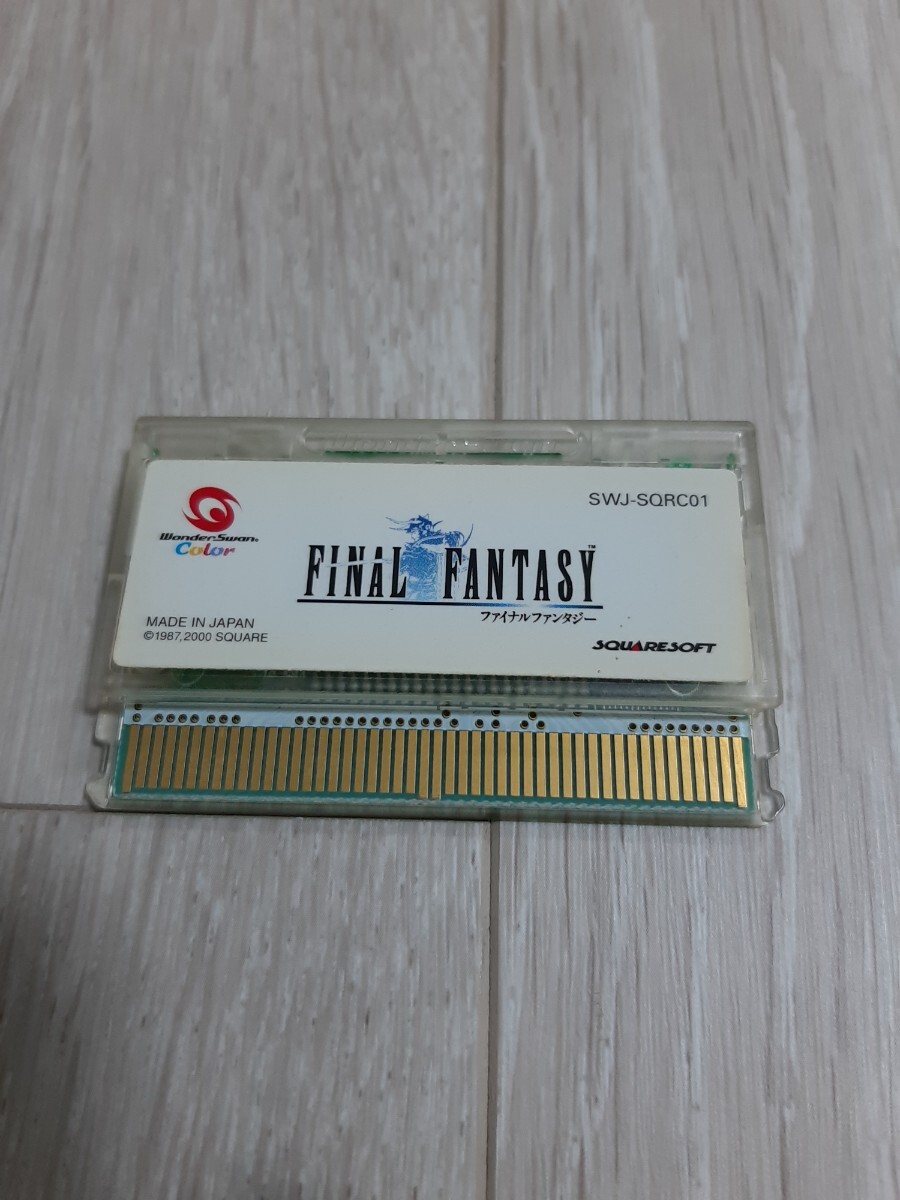 WonderSwan
Color
SWJ-SQRC01
FINAL FANTASY™
ファイナルファンタジー
MADE IN JAPAN
©1987,2000 SQUARE
SQUARESOFT